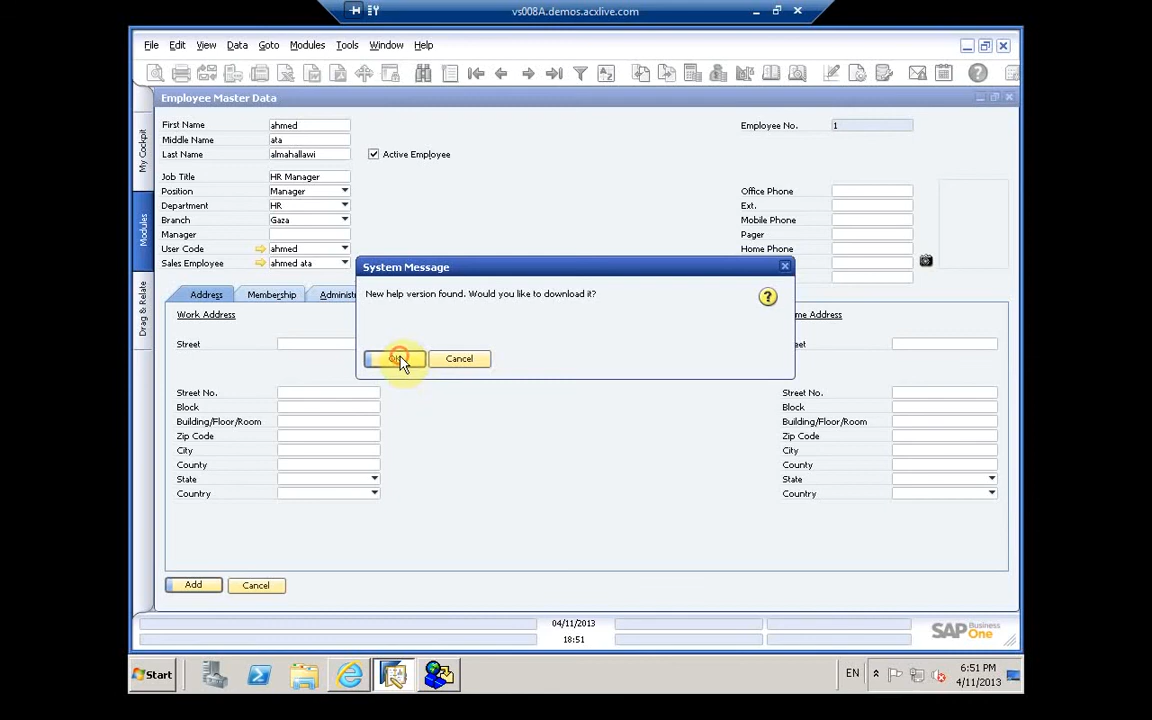 vs008A.demos.acxlive.com
File Edit View Data Goto Modules Tools Window Help
Employee Master Data
First Name ahmed
Employee No. 1
Middle Name ata
Last Name almahallawi
Active Employee
Job Title HR Manager
Position Manager
Office Phone
Department HR
Ext.
Branch Gaza
Mobile Phone
Manager
Pager
User Code ahmed
Home Phone
Sales Employee ahmed ata
System Message
New help version found. Would you like to download it?
Cancel
Address Membership
Work Address
Address
Street
Street No.
Street No.
Block
Block
Building/Floor/Room
Building/Floor/Room
Zip Code
Zip Code
City
City
County
County
State
State
Country
Country
Add Cancel
04/11/2013
18:51
SAP Business One
My Cockpit
Modules
Drag & Relate
Start
EN
6:51 PM
4/11/2013